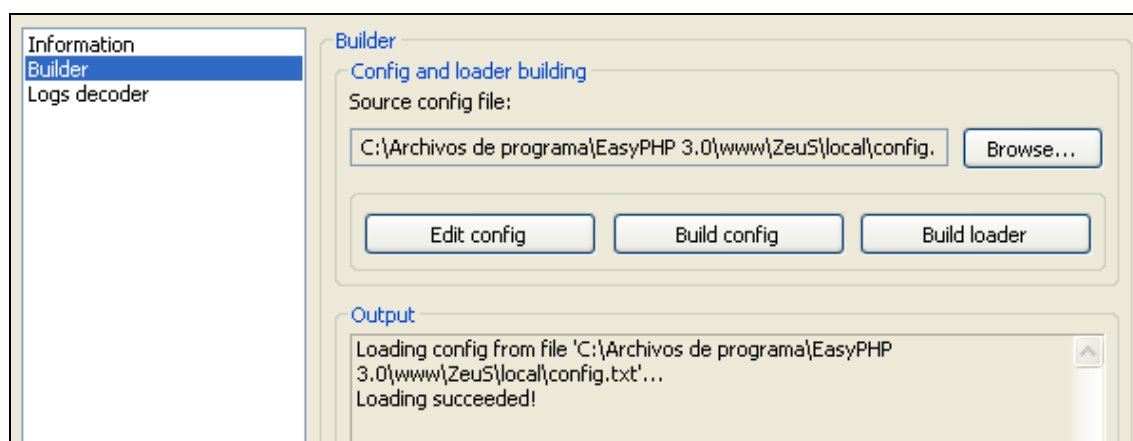 Information
Builder
Logs decoder
Builder
Config and loader building
Source config file:
C:\Archivos de programa\EasyPHP 3.0\www\ZeuS\local\config.
Browse...
Edit config
Build config
Build loader
Output
Loading config from file 'C:\Archivos de programa\EasyPHP
3.0\www\ZeuS\local\config.txt'...
Loading succeeded!